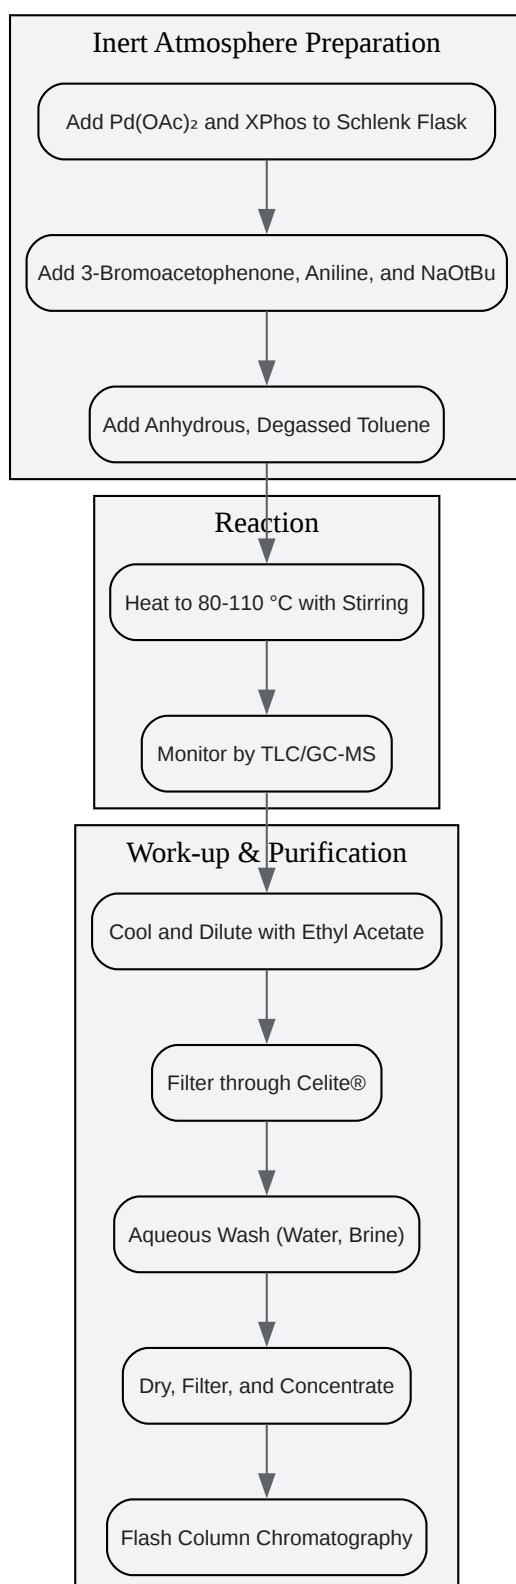 Inert Atmosphere Preparation
Add Pd(OAc)₂ and XPhos to Schlenk Flask
Add 3-Bromoacetophenone, Aniline, and NaOtBu
Add Anhydrous, Degassed Toluene
Reaction
Heat to 80-110 °C with Stirring
Monitor by TLC/GC-MS
Work-up & Purification
Cool and Dilute with Ethyl Acetate
Filter through Celite®
Aqueous Wash (Water, Brine)
Dry, Filter, and Concentrate
Flash Column Chromatography